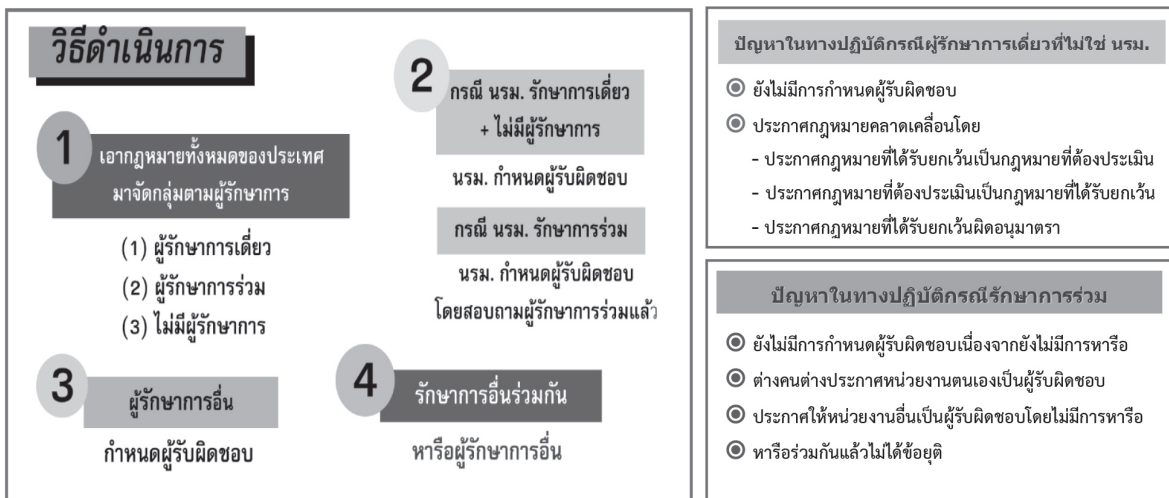 วิธีดำเนินการ
1
เอากฎหมายทั้งหมดของประเทศ
มาจัดกลุ่มตามผู้รักษาการ
(1) ผู้รักษาการเดี่ยว
(2) ผู้รักษาการร่วม
(3) ไม่มีผู้รักษาการ
2
กรณี นรม. รักษาการเดี่ยว
+ ไม่มีผู้รักษาการ
นรม. กำหนดผู้รับผิดชอบ
กรณี นรม. รักษาการร่วม
นรม. กำหนดผู้รับผิดชอบ
โดยสอบถามผู้รักษาการร่วมแล้ว
3
ผู้รักษาการอื่น
กำหนดผู้รับผิดชอบ
4
รักษาการอื่นร่วมกัน
หารือผู้รักษาการอื่น
ปัญหาในทางปฏิบัติกรณีผู้รักษาการเดี่ยวที่ไม่ใช่ นรม.
ยังไม่มีการกำหนดผู้รับผิดชอบ
ประกาศกฎหมายคลาดเคลื่อนโดย
- ประกาศกฎหมายที่ได้รับยกเว้นเป็นกฎหมายที่ต้องประเมิน
- ประกาศกฎหมายที่ต้องประเมินเป็นกฎหมายที่ได้รับยกเว้น
- ประกาศกฎหมายที่ได้รับยกเว้นผิดอนุมาตรา
ปัญหาในทางปฏิบัติกรณีรักษาการร่วม
ยังไม่มีการกำหนดผู้รับผิดชอบเนื่องจากยังไม่มีการหารือ
ต่างคนต่างประกาศหน่วยงานตนเองเป็นผู้รับผิดชอบ
ประกาศให้หน่วยงานอื่นเป็นผู้รับผิดชอบโดยไม่มีการหารือ
หารือร่วมกันแล้วไม่ได้ข้อยุติ